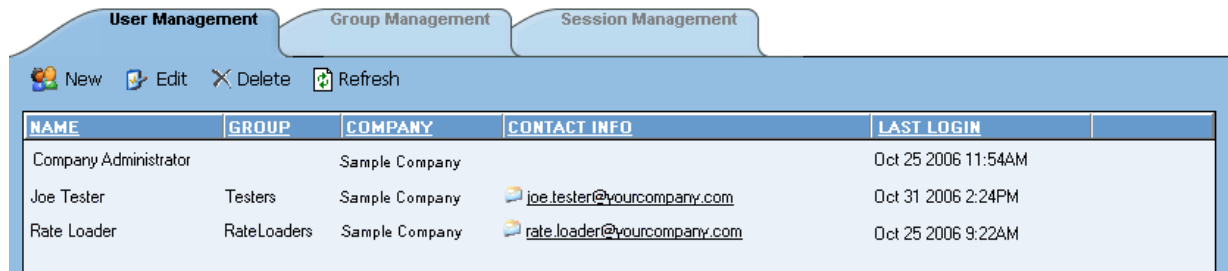 User Management Group Management Session Management
New Edit Delete Refresh
NAME GROUP COMPANY CONTACT INFO LAST LOGIN
Company Administrator Sample Company Oct 25 2006 11:54AM
Joe Tester Testers Sample Company joe.tester@yourcompany.com Oct 31 2006 2:24PM
Rate Loader RateLoaders Sample Company rate.loader@yourcompany.com Oct 25 2006 9:22AM